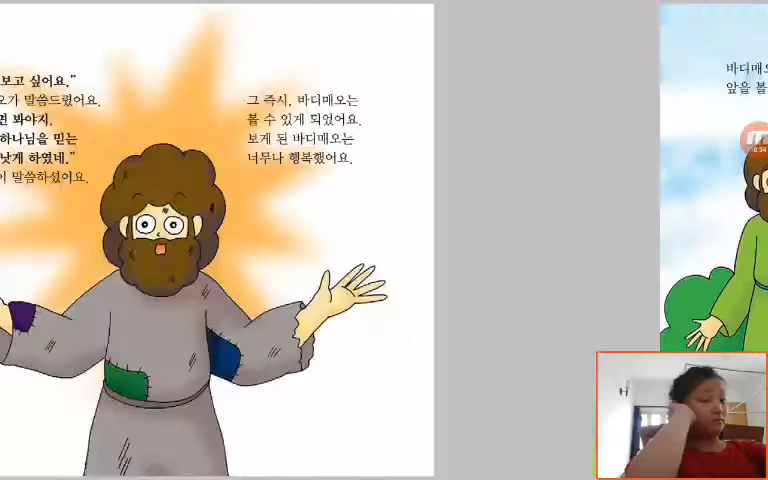 보고 싶어요.”
오가 말씀드렸어요.
면 봐야지.
하나님을 믿는
낫게 하였네.”
이 말씀하셨어요.
그 즉시, 바디매오는
볼 수 있게 되었어요.
보게 된 바디매오는
너무나 행복했어요.
바디매오
앞을 볼
10:34